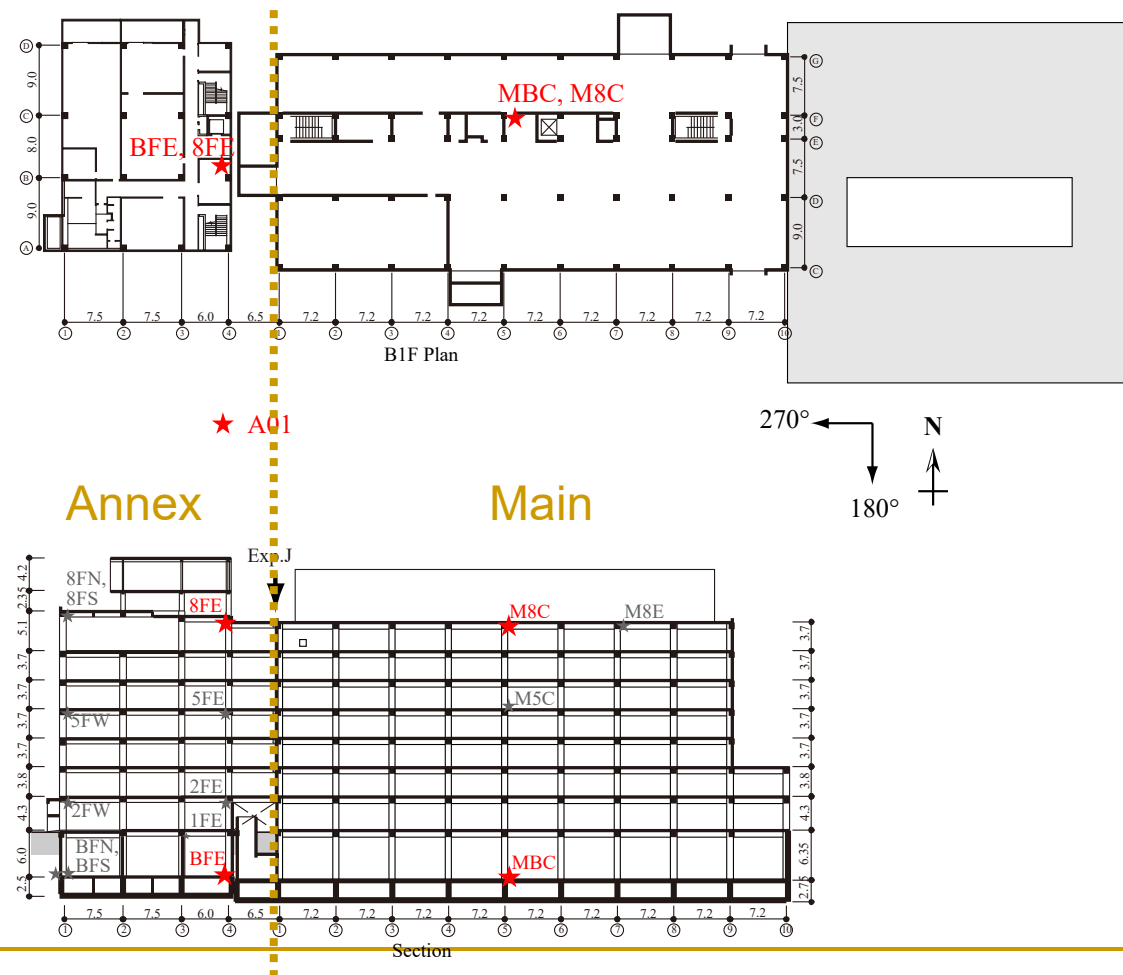 D
C
B
A
9.0
8.0
9.0
BFE, 8FE
MBC, M8C
G
F
E
D
C
7.5
3.0
7.5
9.0
7.5 7.5 6.0 6.5 7.2 7.2 7.2 7.2 7.2 7.2 7.2 7.2 7.2
1 2 3 4 1 2 3 4 5 6 7 8 9 10
B1F Plan
A01
270°
180°
N
Annex Main
Exp.J
8FN,
8FS
8FE
M8C
M8E
5FW
5FE
M5C
2FW
2FE
1FE
BFN,
BFS
BFE
MBC
4.2
2.35
5.1
3.7
3.7
3.7
3.7
3.8
4.3
6.0
2.5
3.7
3.7
3.7
3.7
3.7
3.8
4.3
6.35
2.75
7.5 7.5 6.0 6.5 7.2 7.2 7.2 7.2 7.2 7.2 7.2 7.2 7.2
1 2 3 4 1 2 3 4 5 6 7 8 9 10
Section